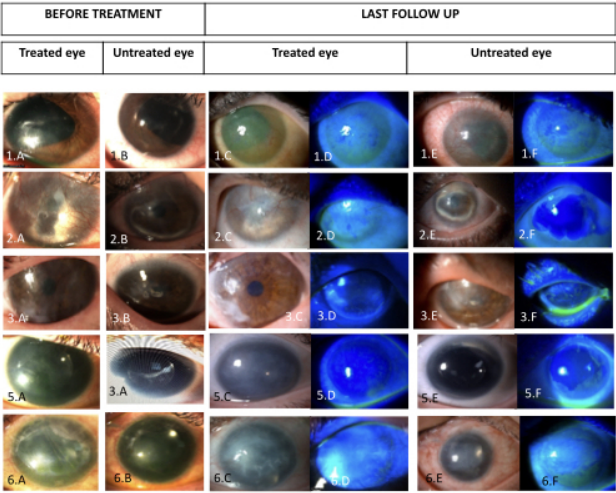 BEFORE TREATMENT LAST FOLLOW UP
Treated eye Untreated eye Treated eye Untreated eye
1.A 1.B 1.C 1.D 1.E 1.F
2.A 2.B 2.C 2.D 2.E 2.F
3.A 3.B 3.C 3.D 3.E 3.F
5.A 3.A 5.C 5.D 5.E 5.F
6.A 6.B 6.C 6.D 6.E 6.F